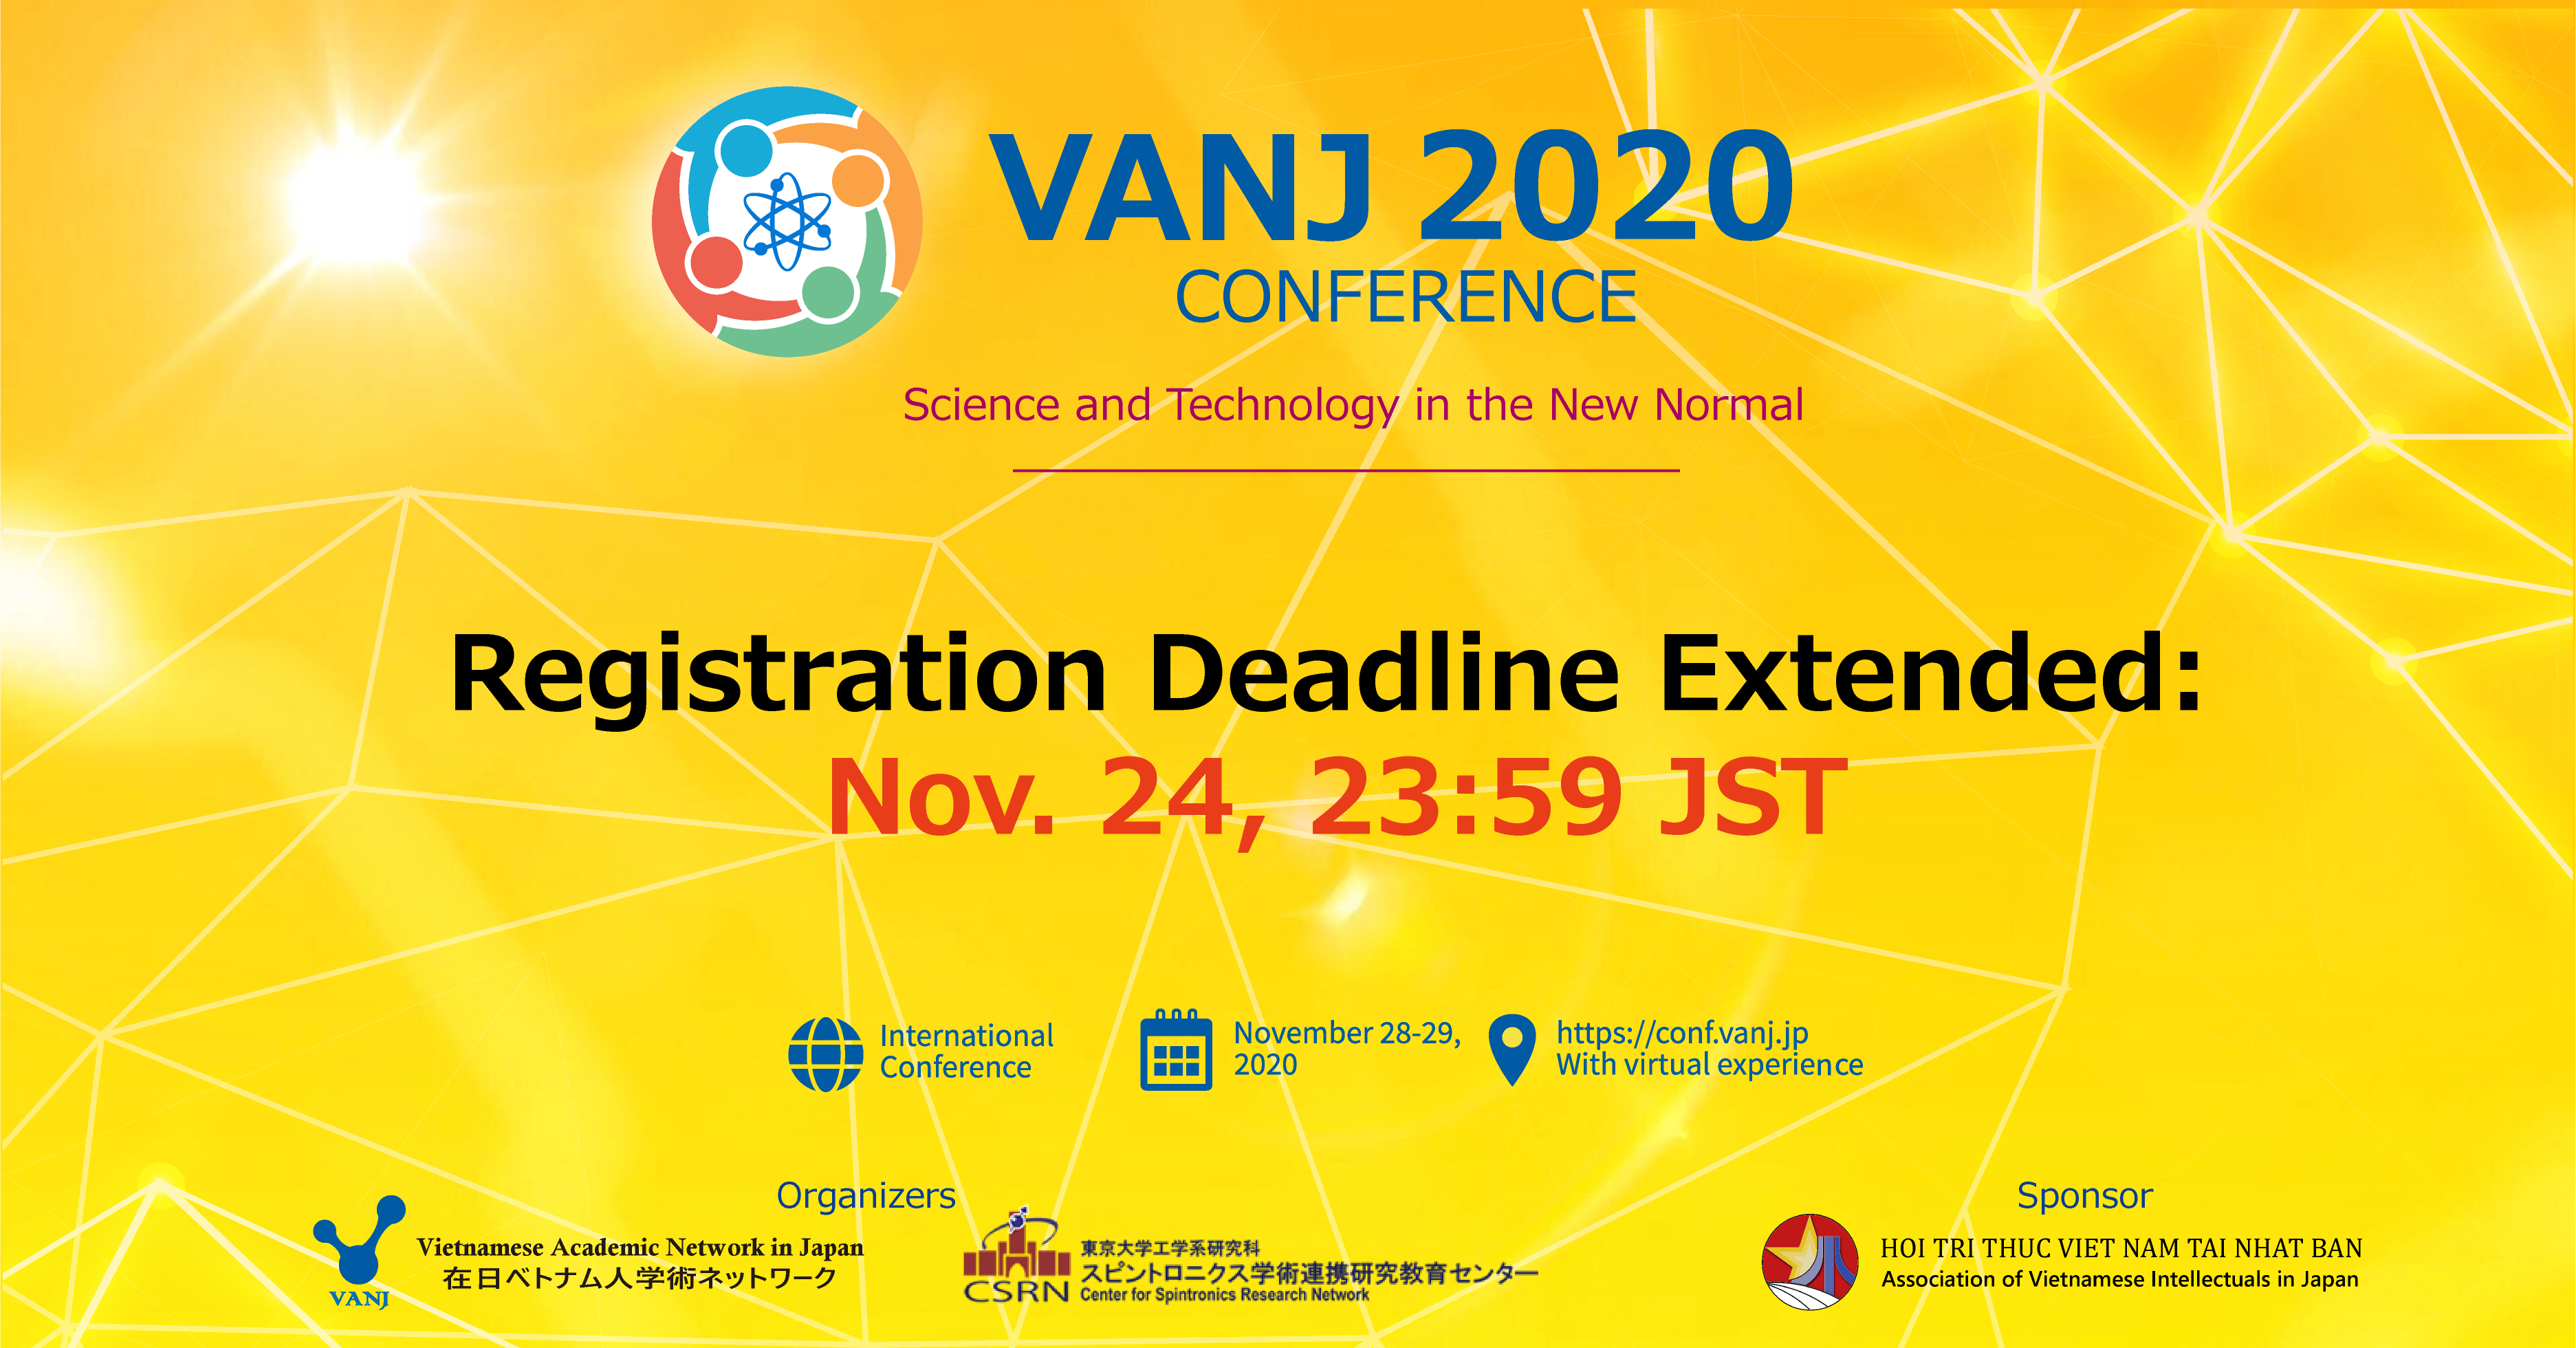 VANJ 2020
CONFERENCE
Science and Technology in the New Normal
Registration Deadline Extended:
Nov. 24, 23:59 JST
International
Conference
November 28-29,
2020
https://conf.vanj.jp
With virtual experience
Organizers
VANJ
Vietnamese Academic Network in Japan
在日ベトナム人学術ネットワーク
CSRN
東京大学工学系研究科
スピントロニクス学術連携研究教育センター
Center for Spintronics Research Network
Sponsor
HOI TRI THUC VIET NAM TAI NHAT BAN
Association of Vietnamese Intellectuals in Japan